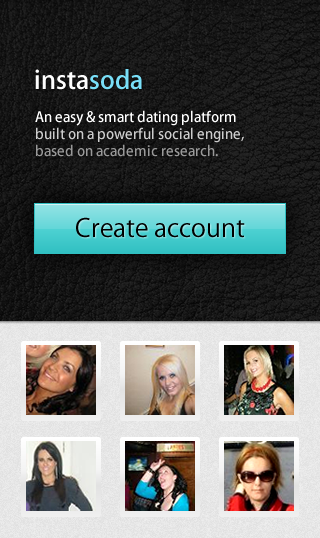 instasoda
An easy & smart dating platform
built on a powerful social engine,
based on academic research.
Create account